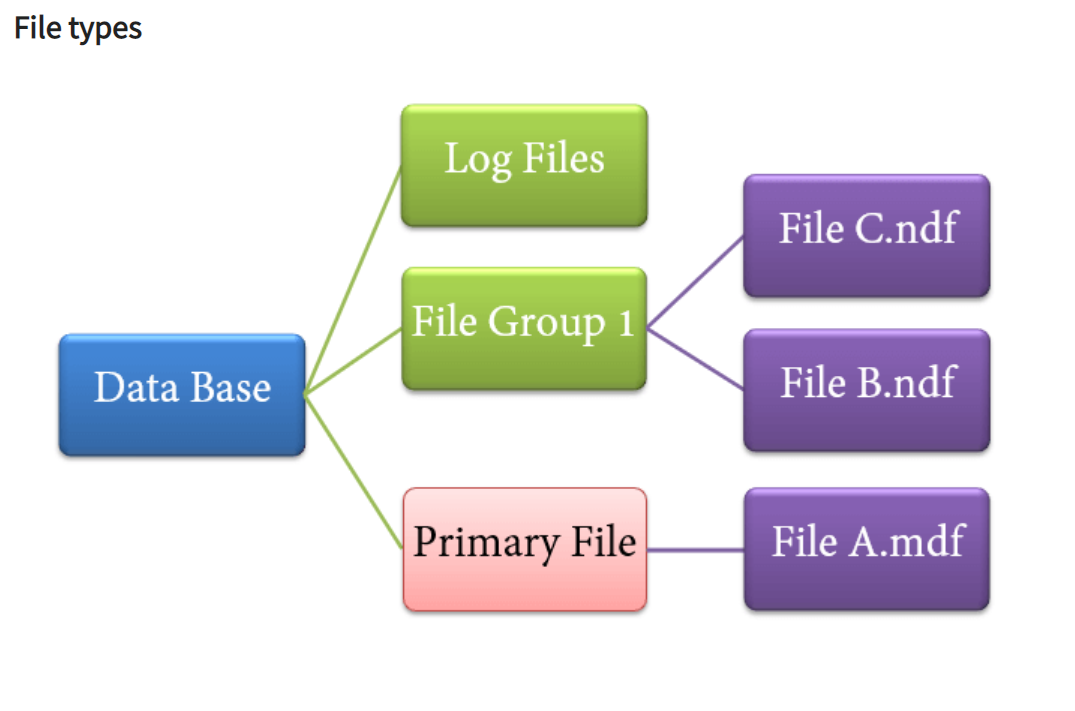 File types
Log Files
File C.ndf
File Group 1
File B.ndf
Data Base
Primary File
File A.mdf